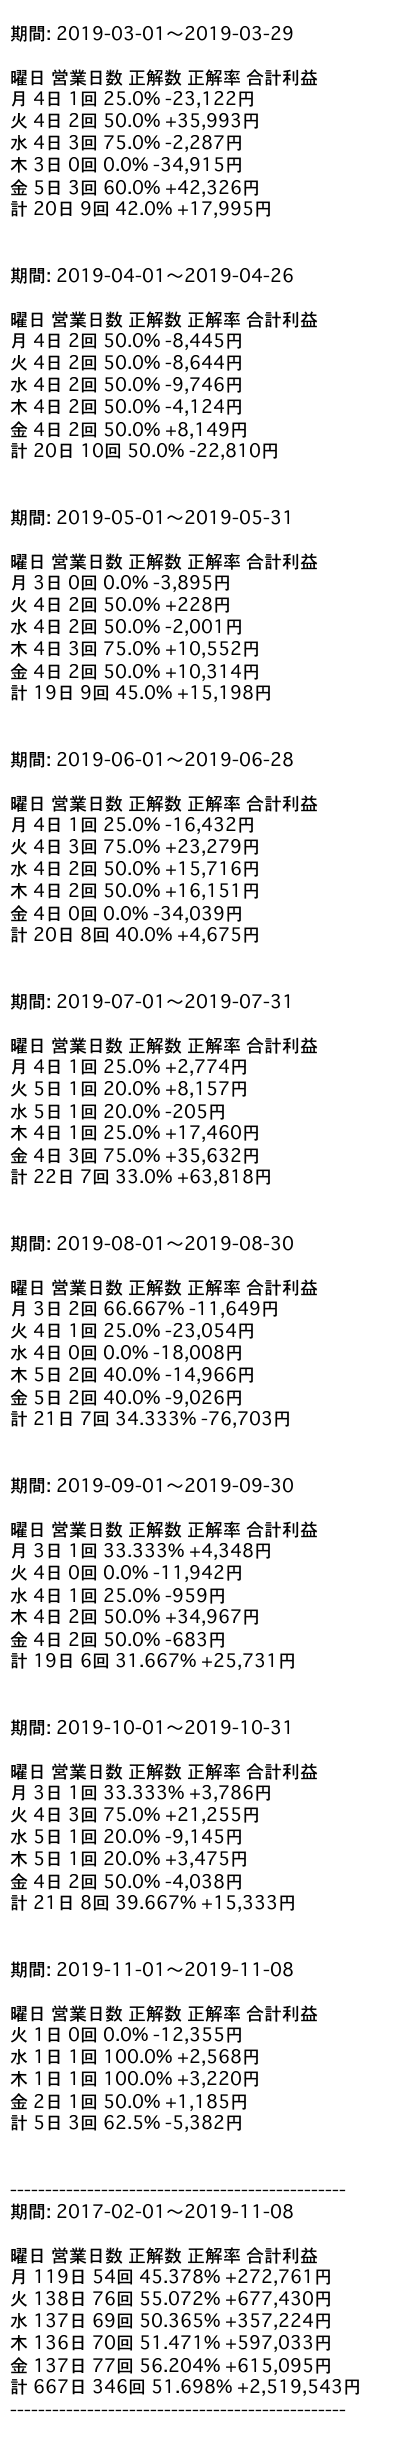 期間: 2019-03-01〜2019-03-29
曜日 営業日数 正解数 正解率 合計利益
月 4日 1回 25.0% -23,122円
火 4日 2回 50.0% +35,993円
水 4日 3回 75.0% -2,287円
木 3日 0回 0.0% -34,915円
金 5日 3回 60.0% +42,326円
計 20日 9回 42.0% +17,995円
期間: 2019-04-01〜2019-04-26
曜日 営業日数 正解数 正解率 合計利益
月 4日 2回 50.0% -8,445円
火 4日 2回 50.0% -8,644円
水 4日 2回 50.0% -9,746円
木 4日 2回 50.0% -4,124円
金 4日 2回 50.0% +8,149円
計 20日 10回 50.0% -22,810円
期間: 2019-05-01〜2019-05-31
曜日 営業日数 正解数 正解率 合計利益
月 3日 0回 0.0% -3,895円
火 4日 2回 50.0% +228円
水 4日 2回 50.0% -2,001円
木 4日 3回 75.0% +10,552円
金 4日 2回 50.0% +10,314円
計 19日 9回 45.0% +15,198円
期間: 2019-06-01〜2019-06-28
曜日 営業日数 正解数 正解率 合計利益
月 4日 1回 25.0% -16,432円
火 4日 3回 75.0% +23,279円
水 4日 2回 50.0% +15,716円
木 4日 2回 50.0% +16,151円
金 4日 0回 0.0% -34,039円
計 20日 8回 40.0% +4,675円
期間: 2019-07-01〜2019-07-31
曜日 営業日数 正解数 正解率 合計利益
月 4日 1回 25.0% +2,774円
火 5日 1回 20.0% +8,157円
水 5日 1回 20.0% -205円
木 4日 1回 25.0% +17,460円
金 4日 3回 75.0% +35,632円
計 22日 7回 33.0% +63,818円
期間: 2019-08-01〜2019-08-30
曜日 営業日数 正解数 正解率 合計利益
月 3日 2回 66.667% -11,649円
火 4日 1回 25.0% -23,054円
水 4日 0回 0.0% -18,008円
木 5日 2回 40.0% -14,966円
金 5日 2回 40.0% -9,026円
計 21日 7回 34.333% -76,703円
期間: 2019-09-01〜2019-09-30
曜日 営業日数 正解数 正解率 合計利益
月 3日 1回 33.333% +4,348円
火 4日 0回 0.0% -11,942円
水 4日 1回 25.0% -959円
木 4日 2回 50.0% +34,967円
金 4日 2回 50.0% -683円
計 19日 6回 31.667% +25,731円
期間: 2019-10-01〜2019-10-31
曜日 営業日数 正解数 正解率 合計利益
月 3日 1回 33.333% +3,786円
火 4日 3回 75.0% +21,255円
水 5日 1回 20.0% -9,145円
木 5日 1回 20.0% +3,475円
金 4日 2回 50.0% -4,038円
計 21日 8回 39.667% +15,333円
期間: 2019-11-01〜2019-11-08
曜日 営業日数 正解数 正解率 合計利益
火 1日 0回 0.0% -12,355円
水 1日 1回 100.0% +2,568円
木 1日 1回 100.0% +3,220円
金 2日 1回 50.0% +1,185円
計 5日 3回 62.5% -5,382円
------------------------------------------------
期間: 2017-02-01〜2019-11-08
曜日 営業日数 正解数 正解率 合計利益
月 119日 54回 45.378% +272,761円
火 138日 76回 55.072% +677,430円
水 137日 69回 50.365% +357,224円
木 136日 70回 51.471% +597,033円
金 137日 77回 56.204% +615,095円
計 667日 346回 51.698% +2,519,543円
------------------------------------------------